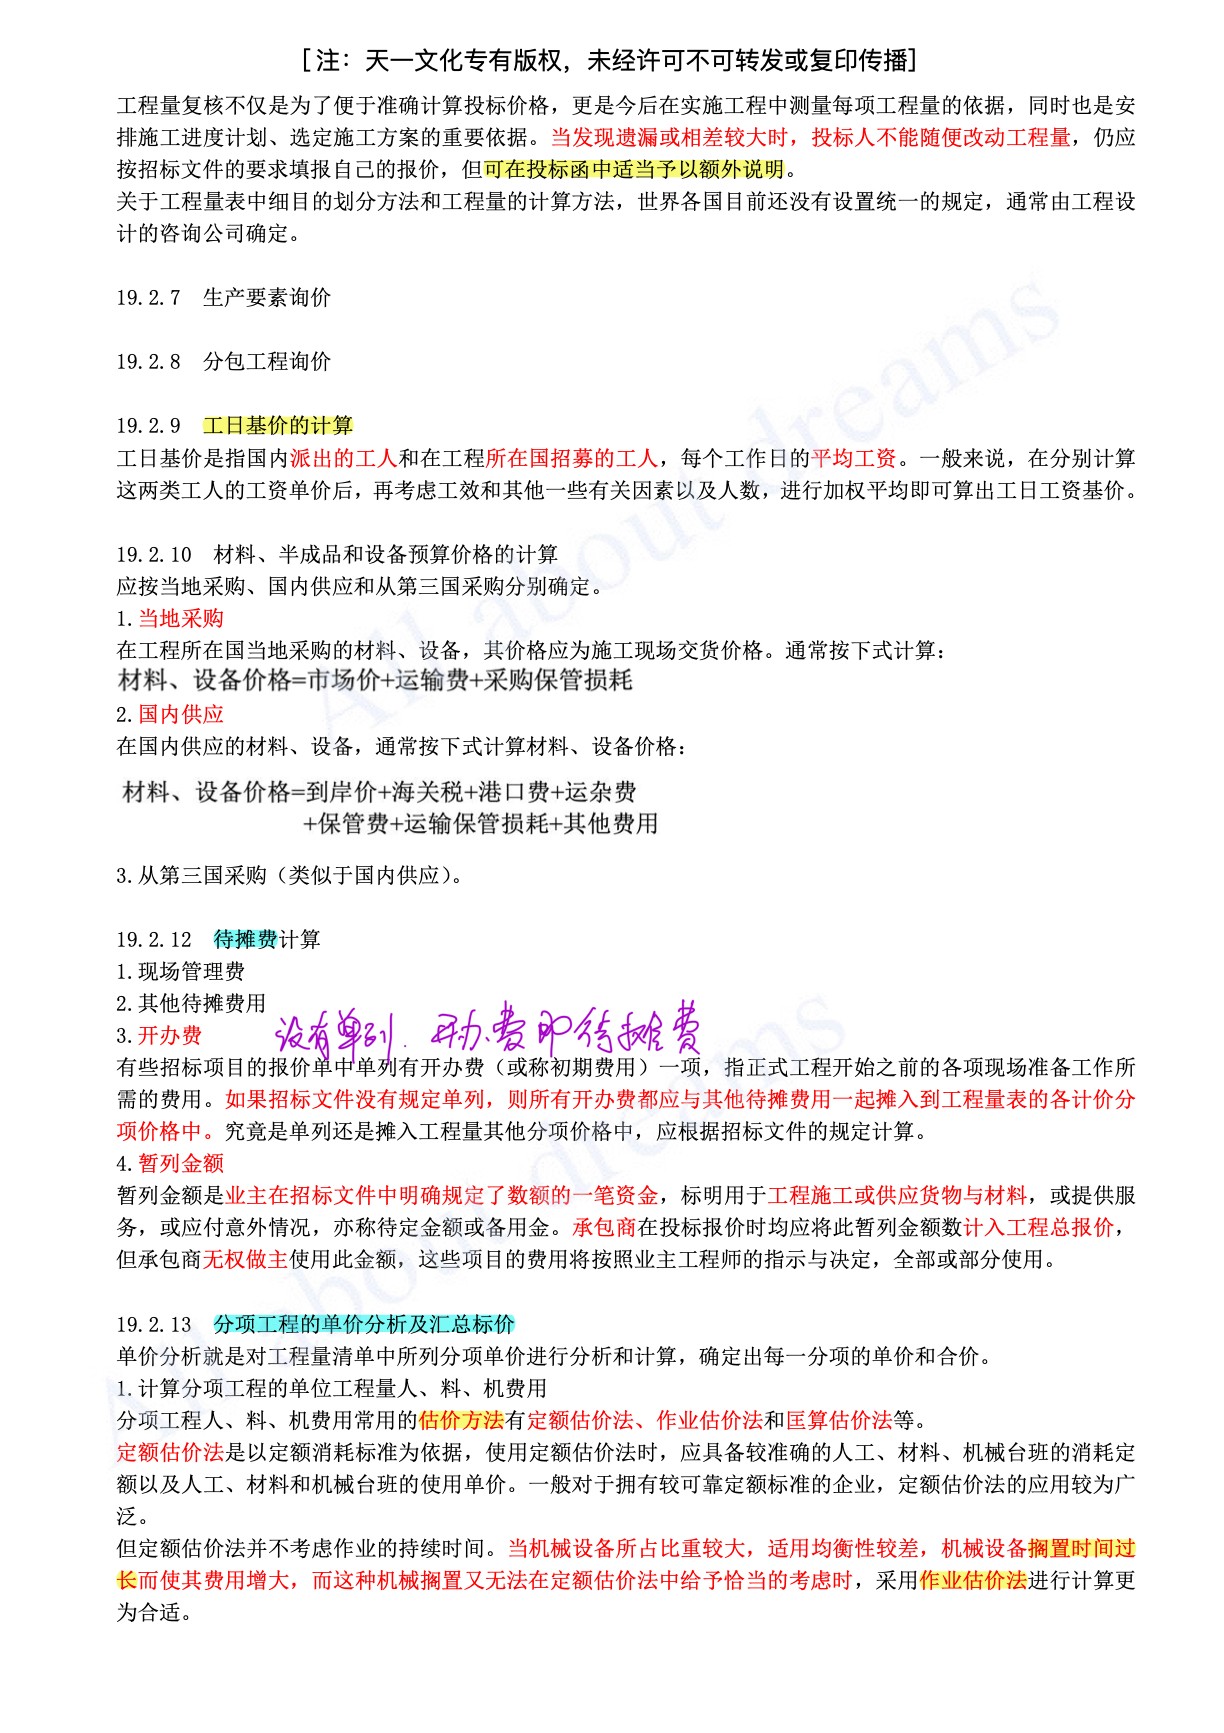 [ 注：天一文化专有版权，未经许可不可转发或复印传播]
工程量复核不仅是为了便于准确计算投标价格，更是今后在实施工程中测量每项工程量的依据，同时也是安
排施工进度计划、选定施工方案的重要依据。当发现遗漏或相差较大时，投标人不能随便改动工程量，仍应
按招标文件的要求填报自己的报价，但可在投标函中适当予以额外说明。
关于工程量表中细目的划分方法和工程量的计算方法，世界各国目前还没有设置统一的规定，通常由工程设
计的咨询公司确定。
19.2.7 生产要素询价
19.2.8 分包工程询价
19.2.9 工日基价的计算
工日基价是指国内派出的工人和在工程所在国招募的工人，每个工作日的平均工资。一般来说，在分别计算
这两类工人的工资单价后，再考虑工效和其他一些有关因素以及人数，进行加权平均即可算出工日工资基价。
19.2.10 材料、半成品和设备预算价格的计算
应按当地采购、国内供应和从第三国采购分别确定。
1.当地采购
在工程所在国当地采购的材料、设备，其价格应为施工现场交货价格。通常按下式计算：
材料、设备价格=市场价+运输费+采购保管损耗
2.国内供应
在国内供应的材料、设备，通常按下式计算材料、设备价格：
材料、设备价格=到岸价+海关税+港口费+运杂费
+保管费+运输保管损耗+其他费用
3.从第三国采购（类似于国内供应）。
19.2.12 待摊费计算
1.现场管理费
2.其他待摊费用
3.开办费 没有单列．开办费即待摊费
有些招标项目的报价单中单列有开办费（或称初期费用）一项，指正式工程开始之前的各项现场准备工作所
需的费用。如果招标文件没有规定单列，则所有开办费都应与其他待摊费用一起摊入到工程量表的各计价分
项价格中。究竟是单列还是摊入工程量其他分项价格中，应根据招标文件的规定计算。
4.暂列金额
暂列金额是业主在招标文件中明确规定了数额的一笔资金，标明用于工程施工或供应货物与材料，或提供服
务，或应付意外情况，亦称待定金额或备用金。承包商在投标报价时均应将此暂列金额数计入工程总报价，
但承包商无权做主使用此金额，这些项目的费用将按照业主工程师的指示与决定，全部或部分使用。
19.2.13 分项工程的单价分析及汇总标价
单价分析就是对工程量清单中所列分项单价进行分析和计算，确定出每一分项的单价和合价。
1.计算分项工程的单位工程量人、料、机费用
分项工程人、料、机费用常用的估价方法有定额估价法、作业估价法和匡算估价法等。
定额估价法是以定额消耗标准为依据，使用定额估价法时，应具备较准确的人工、材料、机械台班的消耗定
额以及人工、材料和机械台班的使用单价。一般对于拥有较可靠定额标准的企业，定额估价法的应用较为广
泛。
但定额估价法并不考虑作业的持续时间。当机械设备所占比重较大，适用均衡性较差，机械设备搁置时间过
长而使其费用增大，而这种机械搁置又无法在定额估价法中给予恰当的考虑时，采用作业估价法进行计算更
为合适。
All about dreams
All about dreams